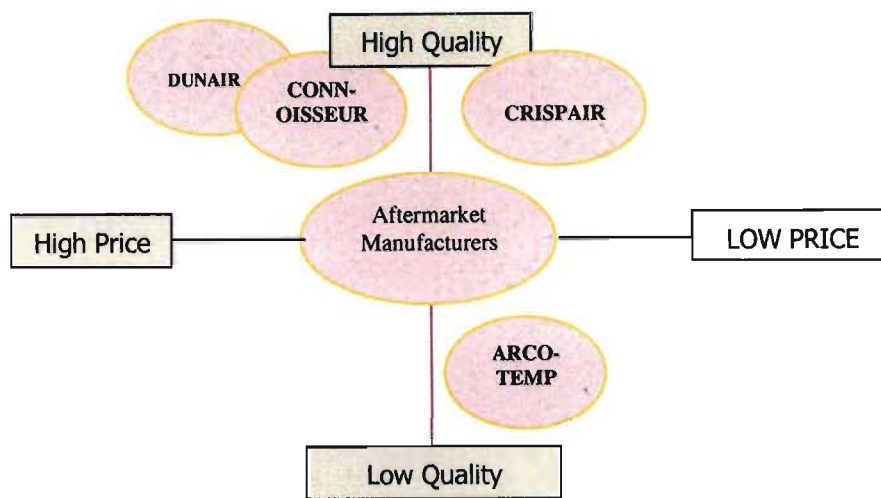 High Quality
DUNAIR
CONN-
OISSEUR
CRISPAIR
Aftermarket
Manufacturers
High Price
LOW PRICE
ARCO-
TEMP
Low Quality